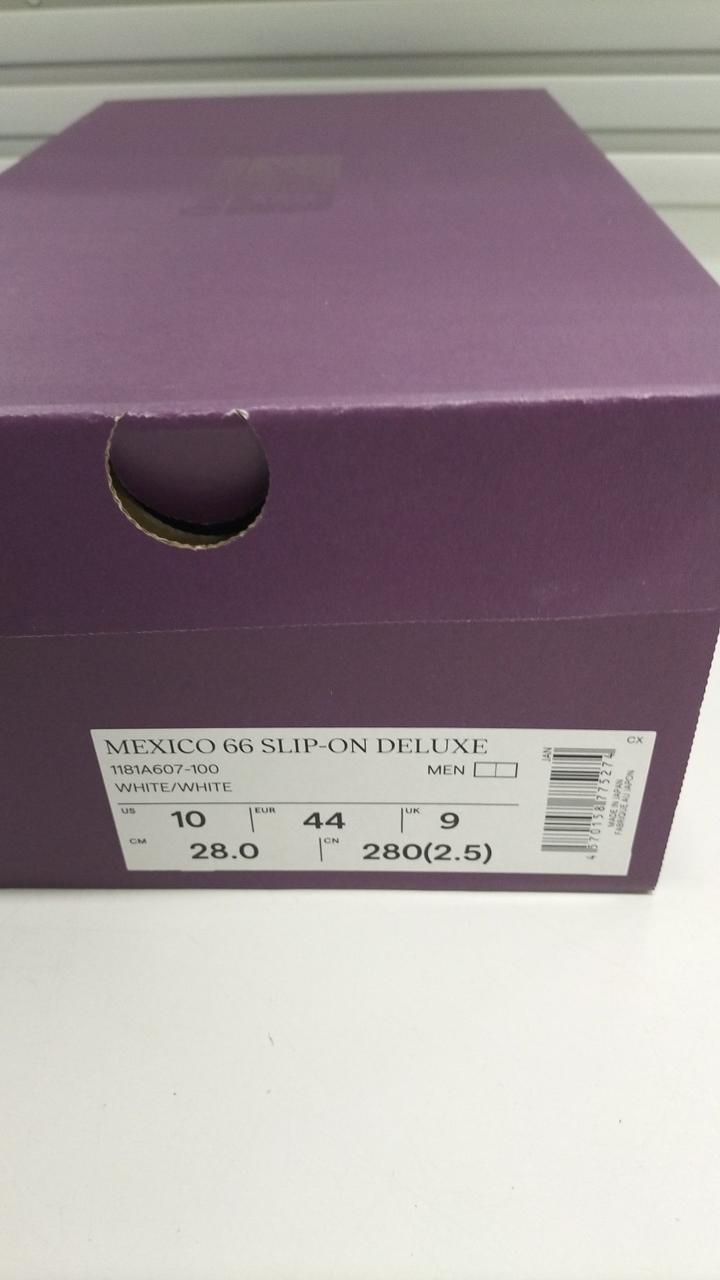 MEXICO 66 SLIP-ON DELUXE
1181A607-100
MEN
WHITE/WHITE
US 10 EUR 44 UK 9
CM 28.0 CN 280(2.5)
JAN
4570158775274
MADE IN JAPAN
FABRIQUÉ AU JAPON
CX